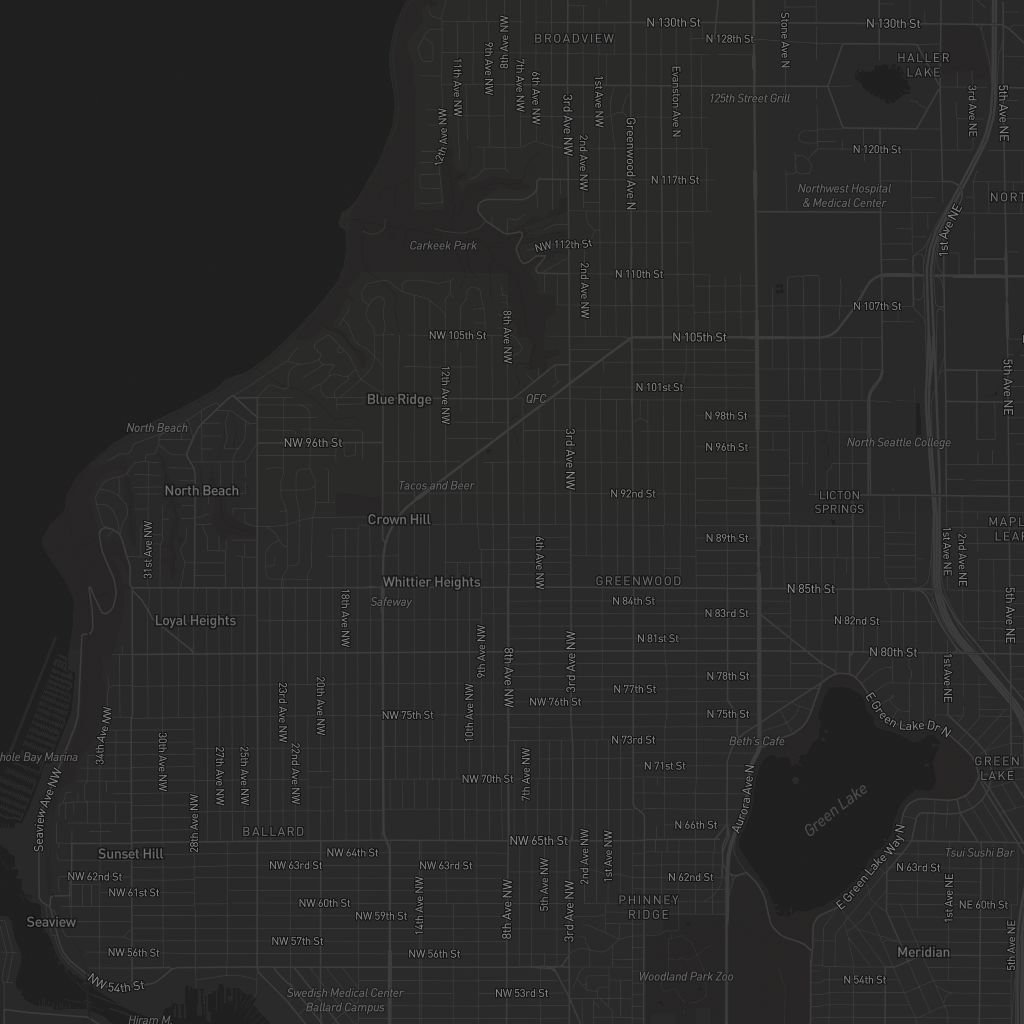 N 130th St
N 130th St
8th Ave NW
Stone Ave N
BROADVIEW
N 128th St
9th Ave NW
HALLER
LAKE
11th Ave NW
7th Ave NW
6th Ave NW
1st Ave NW
Evanston Ave N
125th Street Grill
3rd Ave NE
5th Ave NE
3rd Ave NW
12th Ave NW
2nd Ave NW
Greenwood Ave N
N 120th St
N 117th St
Northwest Hospital
& Medical Center
NORT
1st Ave NE
Carkeek Park
NW 112th St
N 110th St
2nd Ave NW
N 107th St
NW 105th St
8th Ave NW
N 105th St
12th Ave NW
N 101st St
5th Ave NE
Blue Ridge
QFC
N 98th St
North Beach
NW 96th St
3rd Ave NW
N 96th St
North Seattle College
North Beach
Tacos and Beer
N 92nd St
LICTON
SPRINGS
Crown Hill
MAPL
LEAF
31st Ave NW
6th Ave NW
N 89th St
1st Ave NE
2nd Ave NE
Whittier Heights
GREENWOOD
N 85th St
18th Ave NW
Safeway
N 84th St
5th Ave NE
Loyal Heights
N 83rd St
N 82nd St
9th Ave NW
3rd Ave NW
N 81st St
N 80th St
8th Ave NW
N 78th St
1st Ave NE
23rd Ave NW
20th Ave NW
10th Ave NW
N 77th St
NW 76th St
34th Ave NW
NW 75th St
N 75th St
E Green Lake Dr N
N 73rd St
Beth's Cafe
hole Bay Marina
30th Ave NW
27th Ave NW
25th Ave NW
22nd Ave NW
N 71st St
GREEN
LAKE
NW 70th St
7th Ave NW
Aurora Ave N
Green Lake
Seaview Ave NW
28th Ave NW
BALLARD
N 66th St
NW 65th St
Sunset Hill
NW 64th St
2nd Ave NW
1st Ave NW
Tsui Sushi Bar
NW 63rd St
NW 63rd St
N 63rd St
NW 62nd St
N 62nd St
E Green Lake Way N
NW 61st St
5th Ave NW
14th Ave NW
8th Ave NW
3rd Ave NW
1st Ave NE
NW 60th St
PHINNEY
RIDGE
NE 60th St
NW 59th St
Seaview
5th Ave NE
NW 57th St
NW 56th St
NW 56th St
Meridian
NW 54th St
Woodland Park Zoo
N 54th St
Swedish Medical Center
Ballard Campus
NW 53rd St
Hiram M.